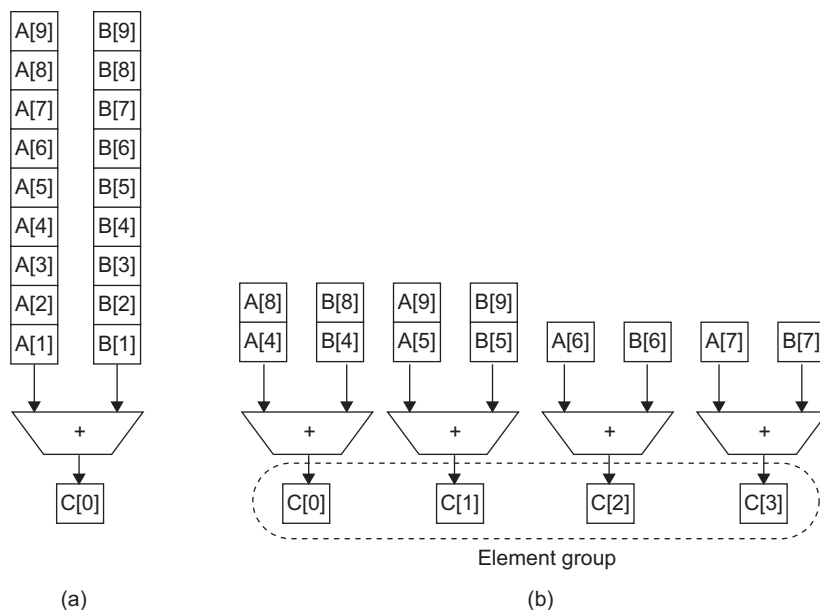 A[9] B[9]
A[8] B[8]
A[7] B[7]
A[6] B[6]
A[5] B[5]
A[4] B[4]
A[3] B[3]
A[2] B[2]
A[1] B[1]
+
C[0]
(a)
A[8] B[8] A[9] B[9]
A[4] B[4] A[5] B[5] A[6] B[6] A[7] B[7]
+ + + +
C[0] C[1] C[2] C[3]
Element group
(b)